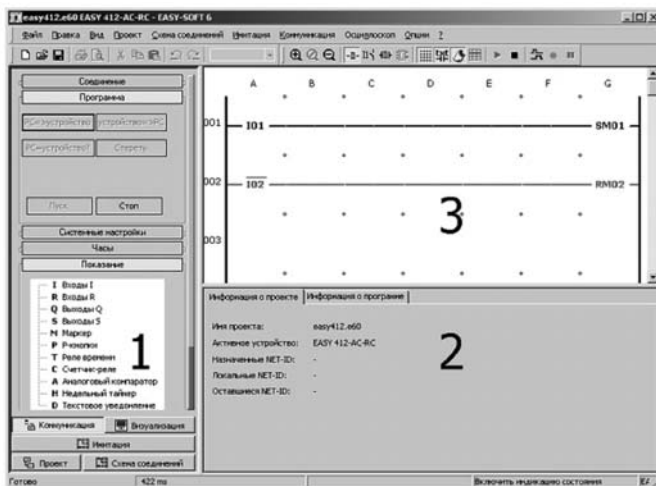 easy412.e60 EASY 412-AC-RC - EASY-SOFT 6
Файл Правка Вид Проект Схема соединений Имитация Коммуникация Осциллоскоп Опции ?
Соединение
Программа
PC=>устройство устройство=>PC
PC=устройство? Стереть
Пуск Стоп
Системные настройки
Часы
Показание
I Входы I
R Входы R
Q Выходы Q
S Выходы S
M Маркер
P P-кнопки
T Реле времени
C Счетчик-реле
A Аналоговый компаратор
H Недельный таймер
D Текстовое уведомление
1
Коммуникация Визуализация
Имитация
Проект Схема соединений
A B C D E F G
001 I01 SM01
002 I02 RM02
003
3
Информация о проекте Информация о программе
Имя проекта: easy412.e60
Активное устройство: EASY 412-AC-RC
Назначенные NET-ID: -
Локальные NET-ID: -
Оставшиеся NET-ID: -
2
Готово 422 ms Включить индикацию состояния